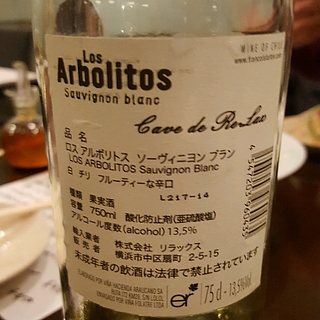 Los
Arbolitos
Sauvignon blanc
WINE OF CHILE
Cave de ReLax
品 名
ロス アルボリトス ソーヴィニヨン ブラン
LOS ARBOLITOS Sauvignon Blanc
白 チリ フルーティーな辛口
L217-14
種類 果実酒
容量 750ml 酸化防止剤(亜硫酸塩)
アルコール度数(alcohol) 13,5%
輸入業者 株式会社 リラックス
販売者 横浜市中区扇町 2-5-15
未成年者の飲酒は法律で禁止されています
er
75 cl - 13,5%Vol.